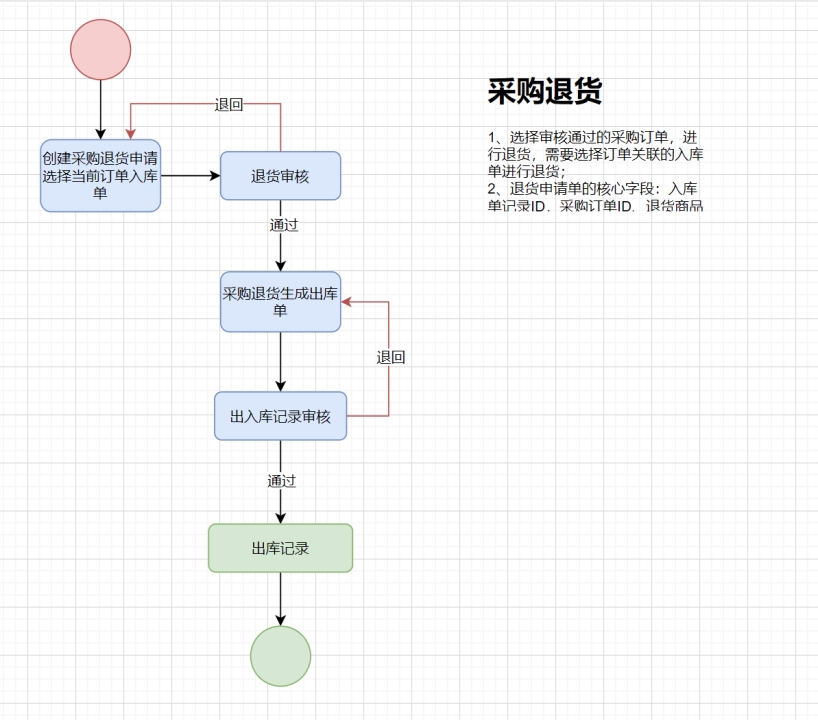 采购退货
1、选择审核通过的采购订单，进
行退货，需要选择订单关联的入库
单进行退货；
2、退货申请单的核心字段：入库
单记录ID，采购订单ID，退货商品
退回
创建采购退货申请
选择当前订单入库
单
退货审核
通过
采购退货生成出库
单
退回
出入库记录审核
通过
出库记录